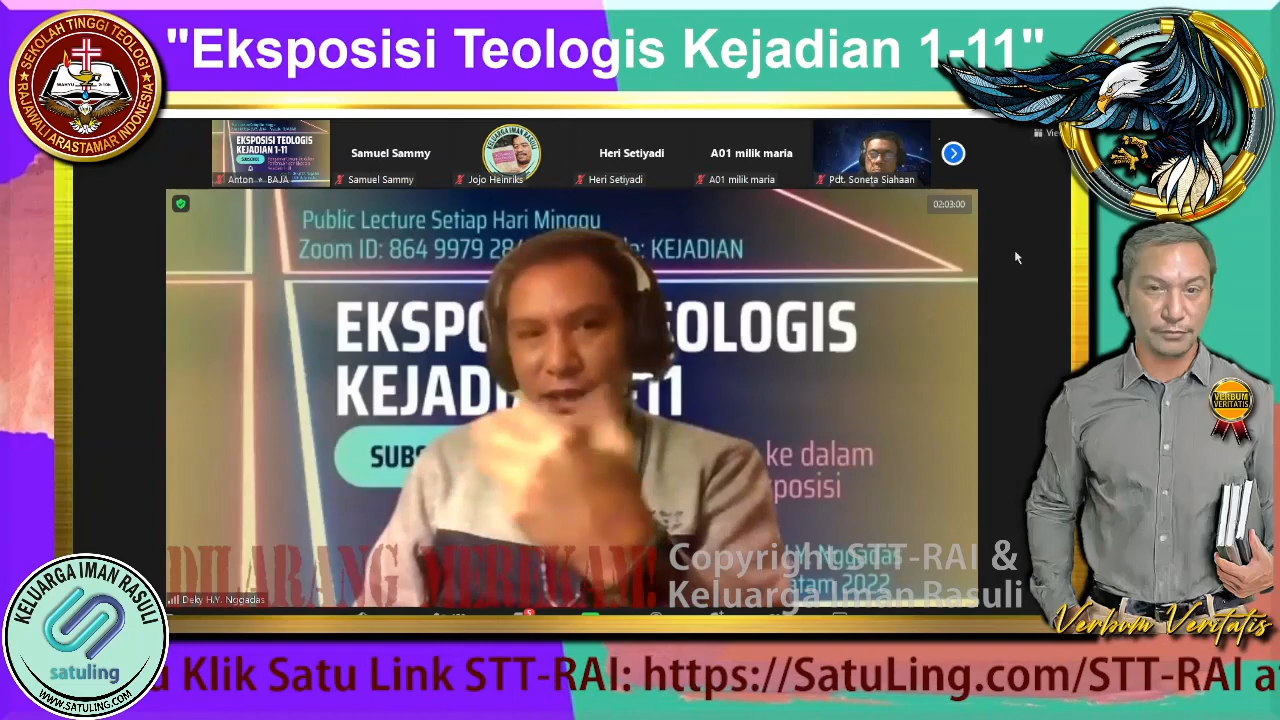 "Eksposisi Teologis Kejadian 1-11"
SEKOLAH TINGGI TEOLOGI
RAJAWALI ARASTAMAR INDONESIA
EKSPOSISI TEOLOGIS
KEJADIAN 1-11
Samuel Sammy
Heri Setiyadi
A01 milik maria
Anton
BAJA
Samuel Sammy
Jojo Heinriks
Heri Setiyadi
A01 milik maria
Pdt. Soneta Siahaan
02:03:00
Public Lecture Setiap Hari Minggu
Zoom ID: 864 9979
KEJADIAN
EKSPO TEOLOGIS
KEJADI 11
SUBS
ke dalam
posisi
Nggadas
tam 2022
VERBUM
VERITATIS
DILARANG MEREKAM!
Copyright STT-RAI &
Keluarga Iman Rasuli
Deky H.Y. Nggadas
Verbum Veritatis
KELUARGA IMAN RASULI
satuling
WWW.SATULING.COM
u Klik Satu Link STT-RAI: https://SatuLing.com/STT-RAI a